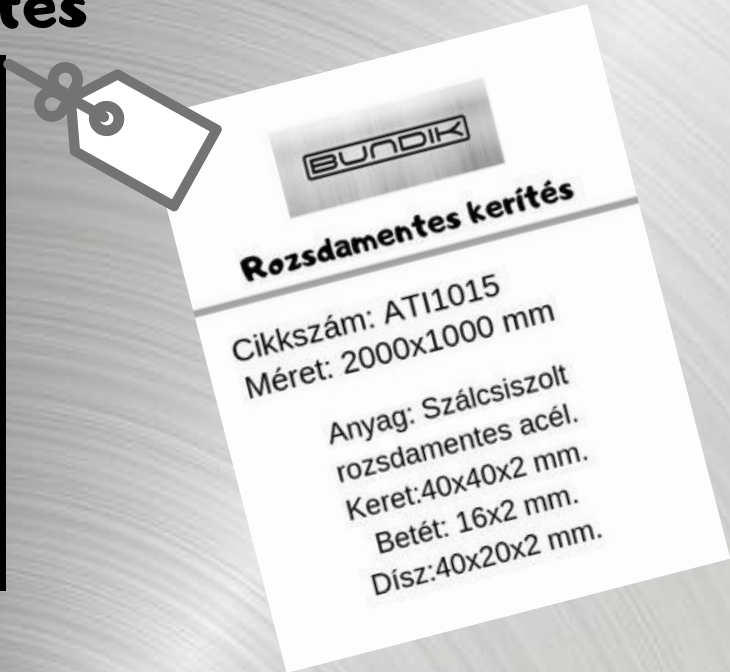 tés
BUNDIK
Rozsdamentes kerítés
Cikkszám: ATI1015
Méret: 2000x1000 mm
Anyag: Szálcsiszolt
rozsdamentes acél.
Keret:40x40x2 mm.
Betét: 16x2 mm.
Dísz:40x20x2 mm.